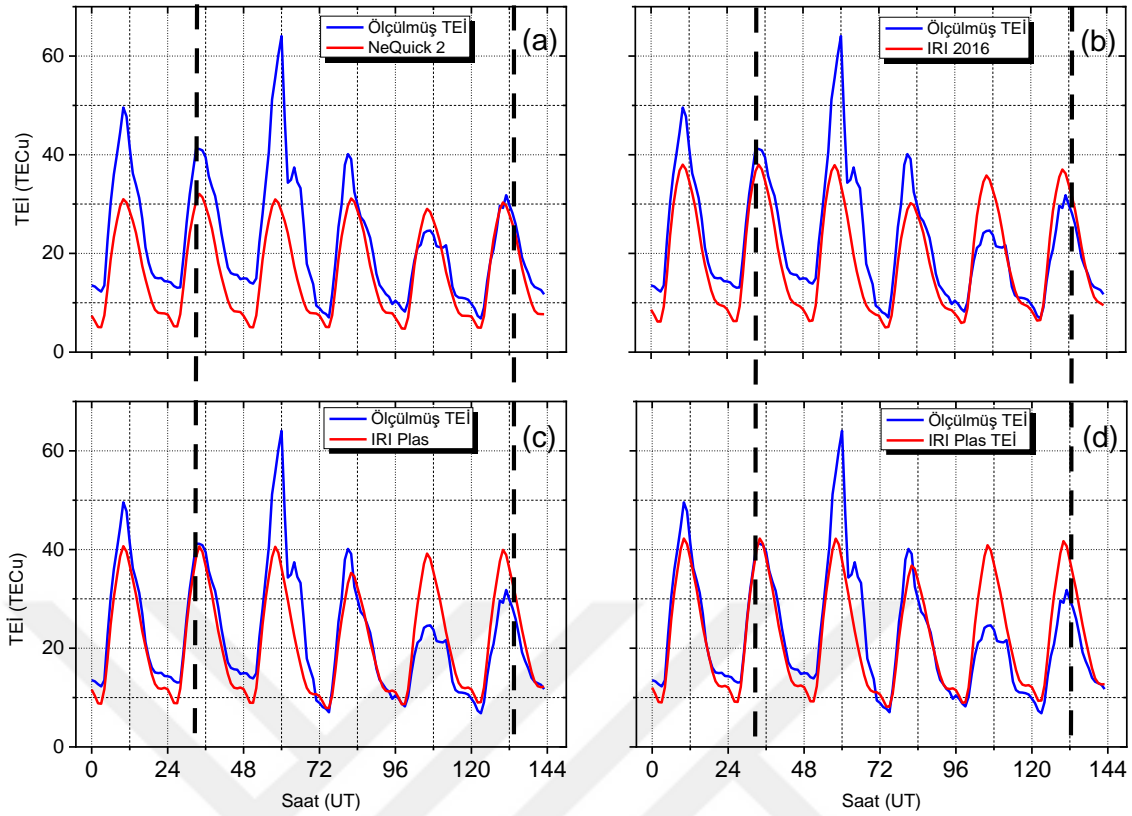 Ölçülmüş TEİ
NeQuick 2
(a)
Ölçülmüş TEİ
IRI 2016
(b)
60
40
20
0
TEİ (TECu)
Ölçülmüş TEİ
IRI Plas
(c)
Ölçülmüş TEİ
IRI Plas TEİ
(d)
60
40
20
0
TEİ (TECu)
0 24 48 72 96 120 144
0 24 48 72 96 120 144
Saat (UT)
Saat (UT)